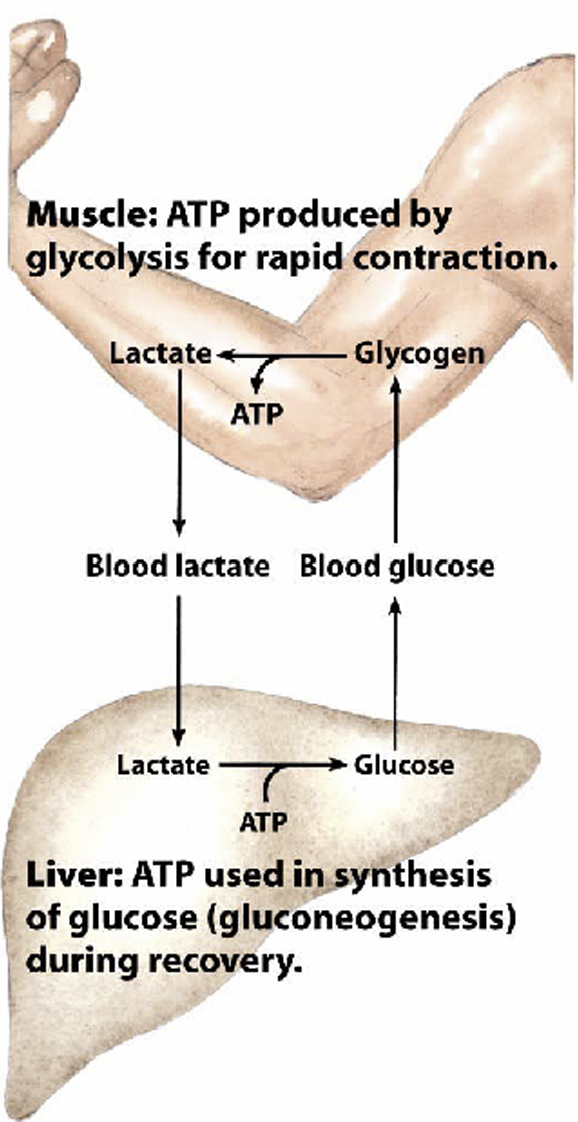 Muscle: ATP produced by
glycolysis for rapid contraction.
Lactate
Glycogen
ATP
Blood lactate
Blood glucose
Lactate
Glucose
ATP
Liver: ATP used in synthesis
of glucose (gluconeogenesis)
during recovery.